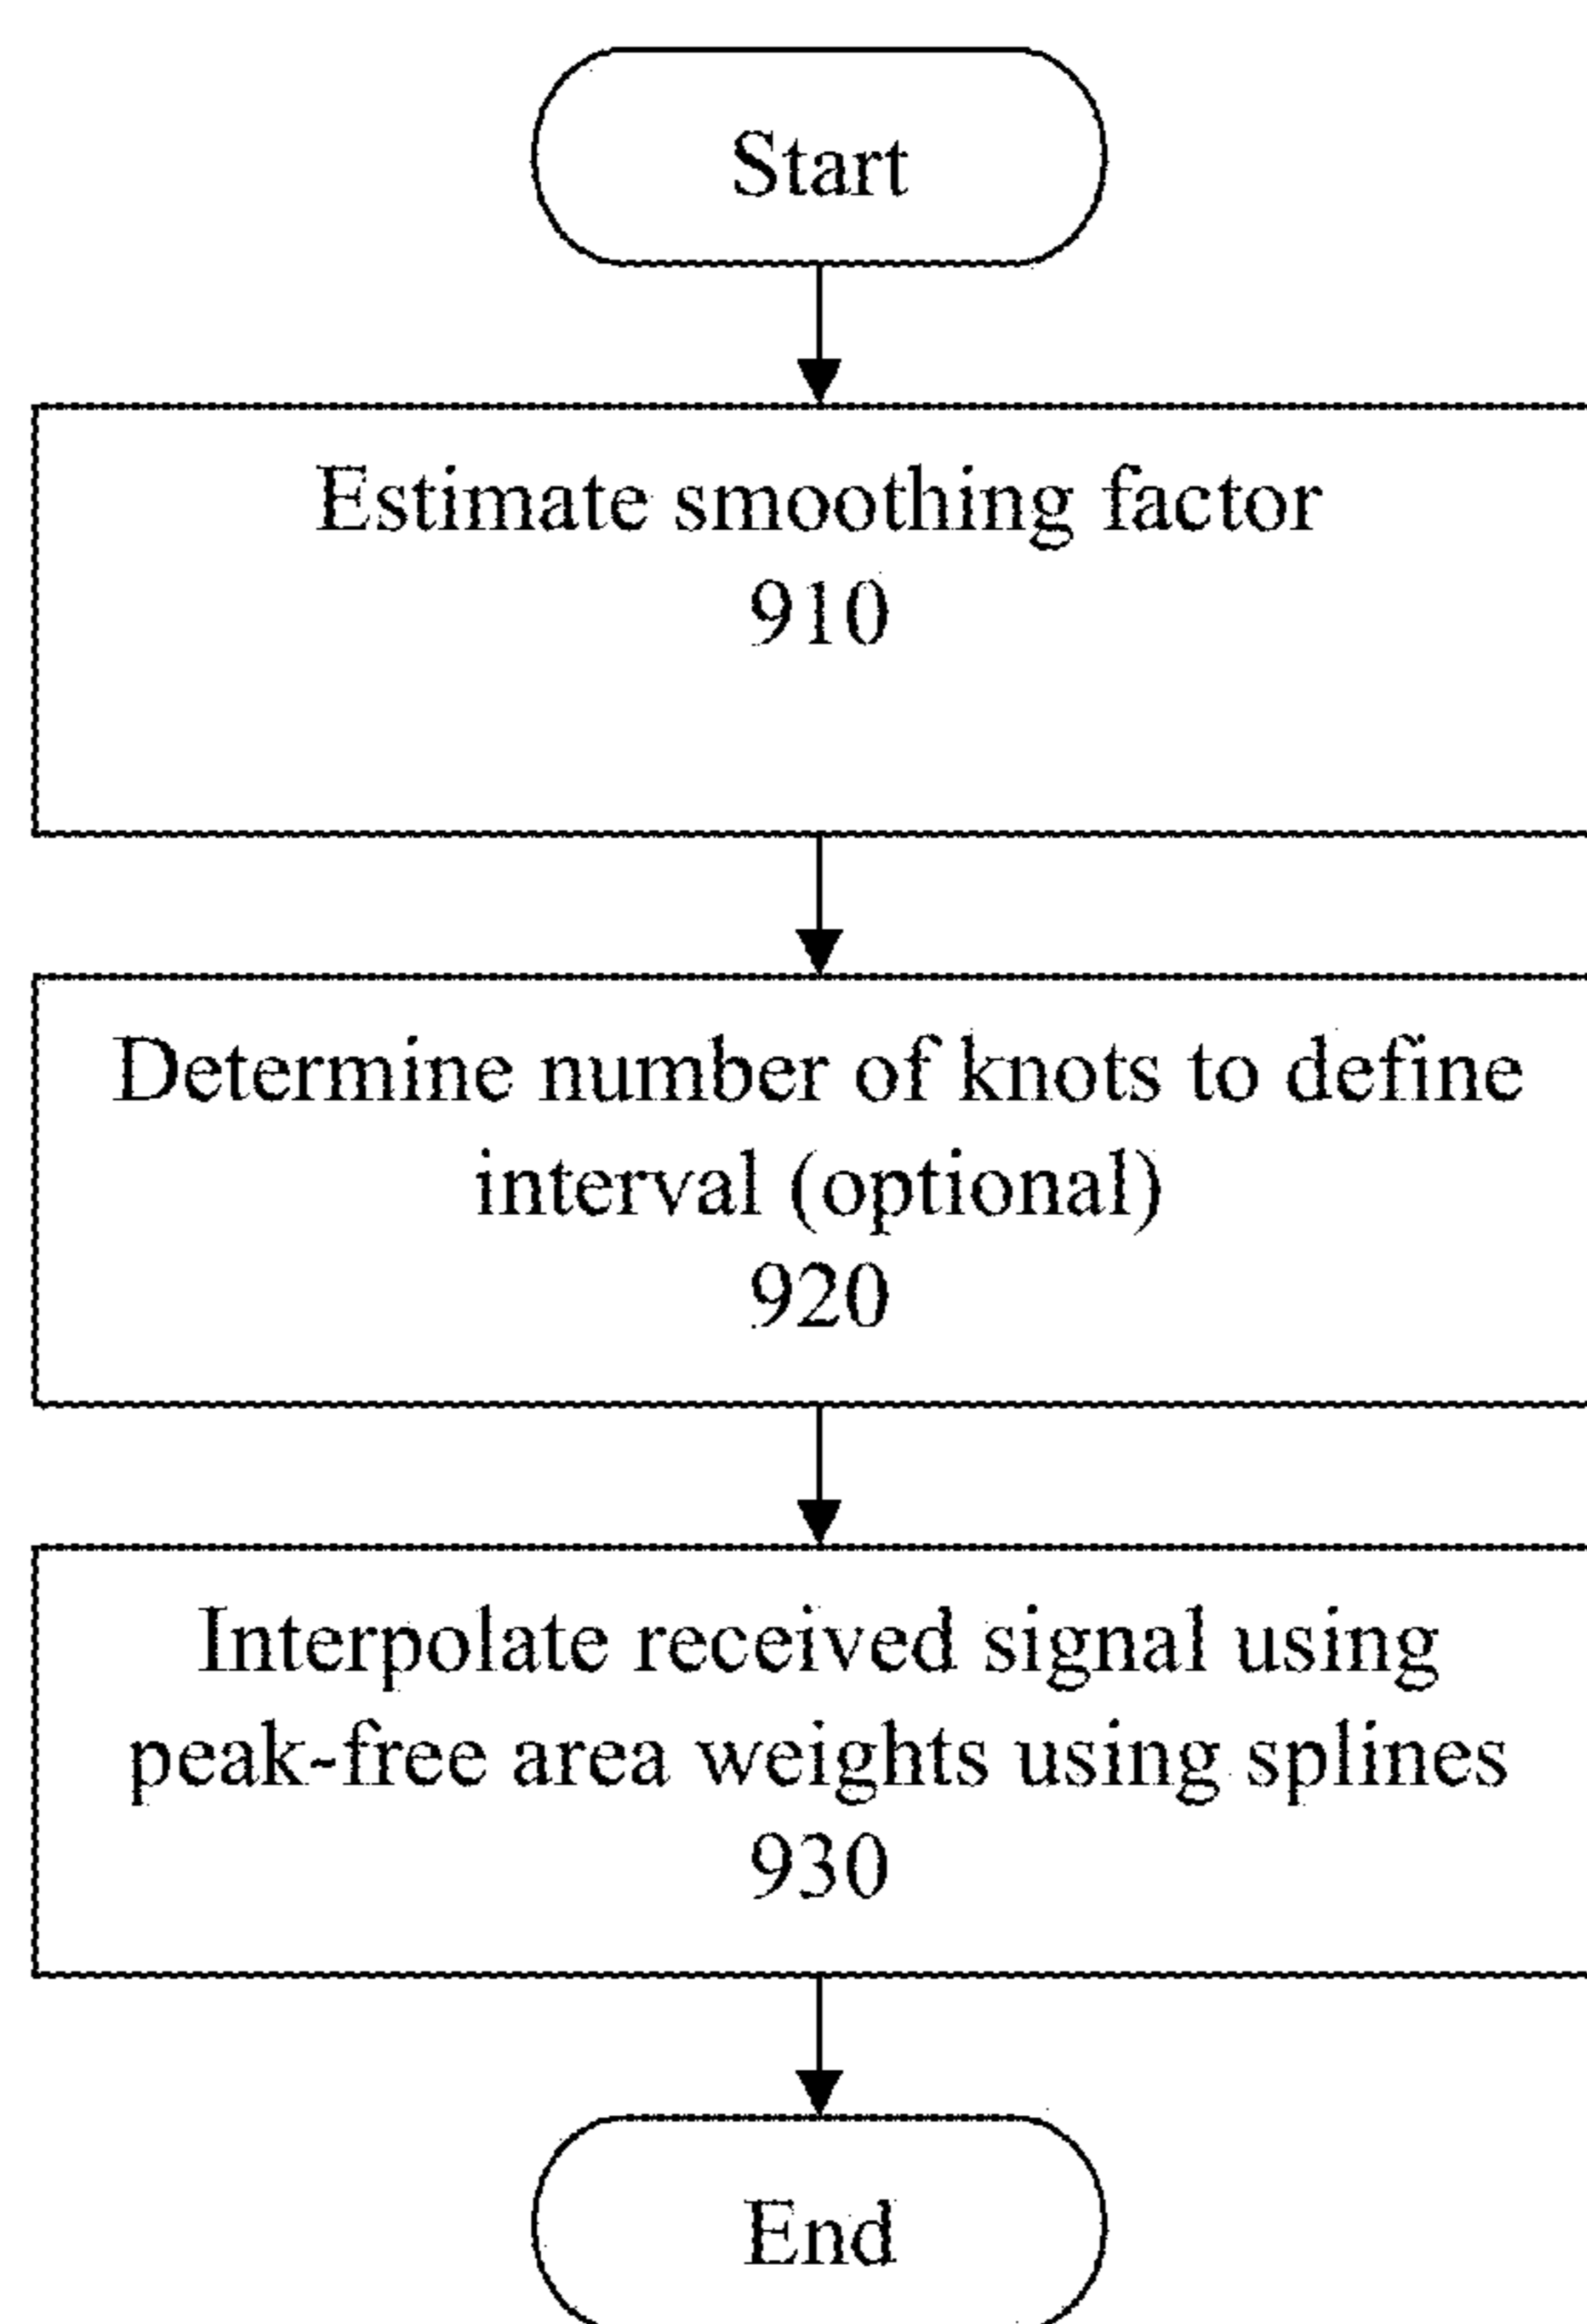 Start
Estimate smoothing factor
910
Determine number of knots to define
interval (optional)
920
Interpolate received signal using
peak-free area weights using splines
930
End